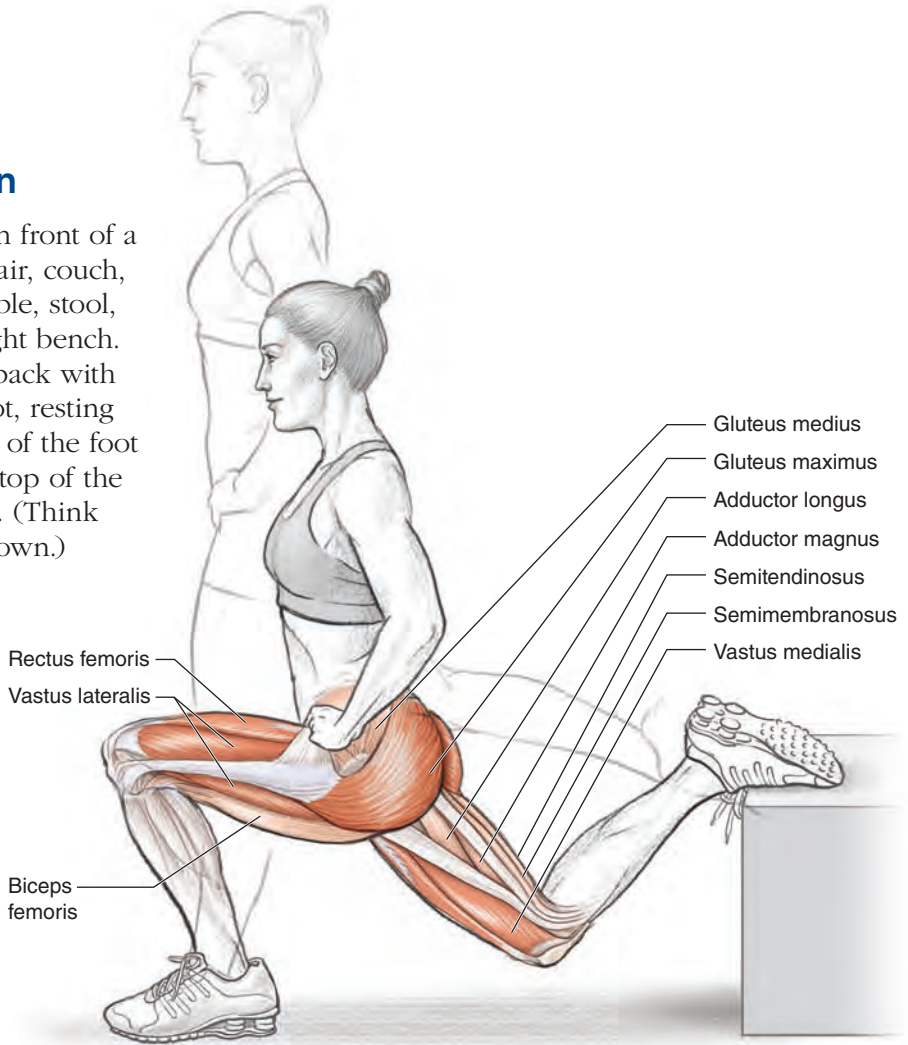 n
n front of a
air, couch,
ble, stool,
ght bench.
back with
ot, resting
of the foot
top of the
. (Think
own.)
Gluteus medius
Gluteus maximus
Adductor longus
Adductor magnus
Semitendinosus
Semimembranosus
Vastus medialis
Rectus femoris
Vastus lateralis
Biceps
femoris